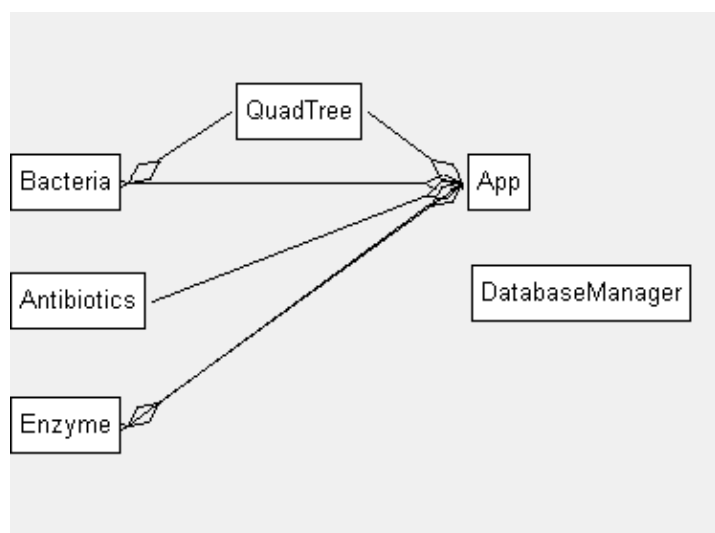 QuadTree
Bacteria
App
Antibiotics
DatabaseManager
Enzyme